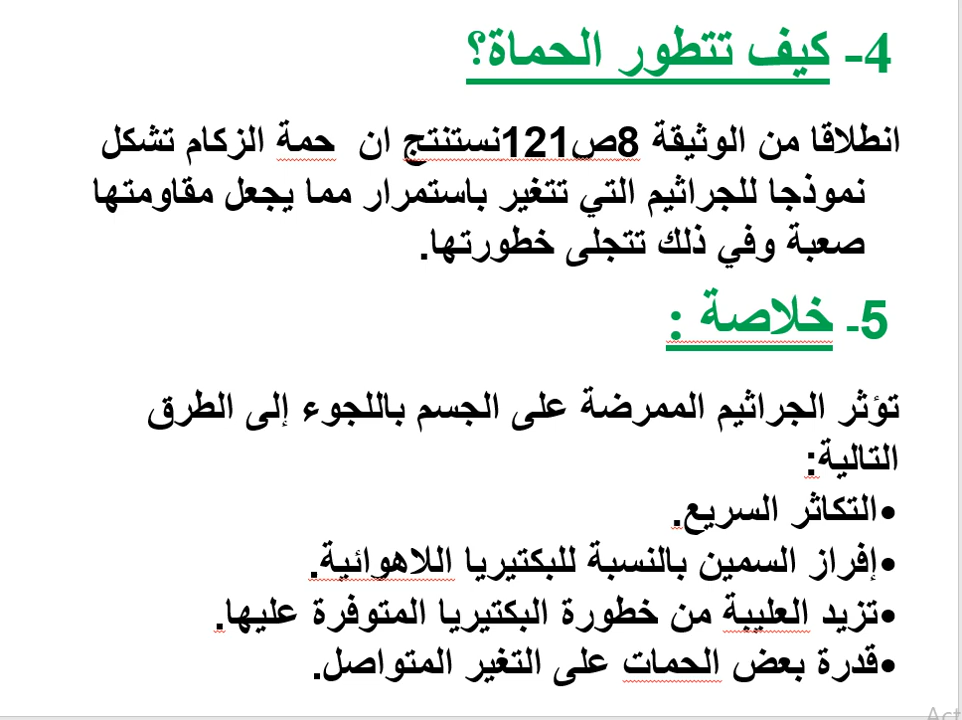 4- كيف تتطور الحماة؟
انطلاقا من الوثيقة 8ص121نستنتج ان حمة الزكام تشكل
نموذجا للجراثيم التي تتغير باستمرار مما يجعل مقاومتها
صعبة وفي ذلك تتجلى خطورتها.
5- خلاصة :
تؤثر الجراثيم الممرضة على الجسم باللجوء إلى الطرق
التالية:
•التكاثر السريع.
•إفراز السمين بالنسبة للبكتيريا اللاهوائية.
•تزيد العليبة من خطورة البكتيريا المتوفرة عليها.
•قدرة بعض الحمات على التغير المتواصل.
Act